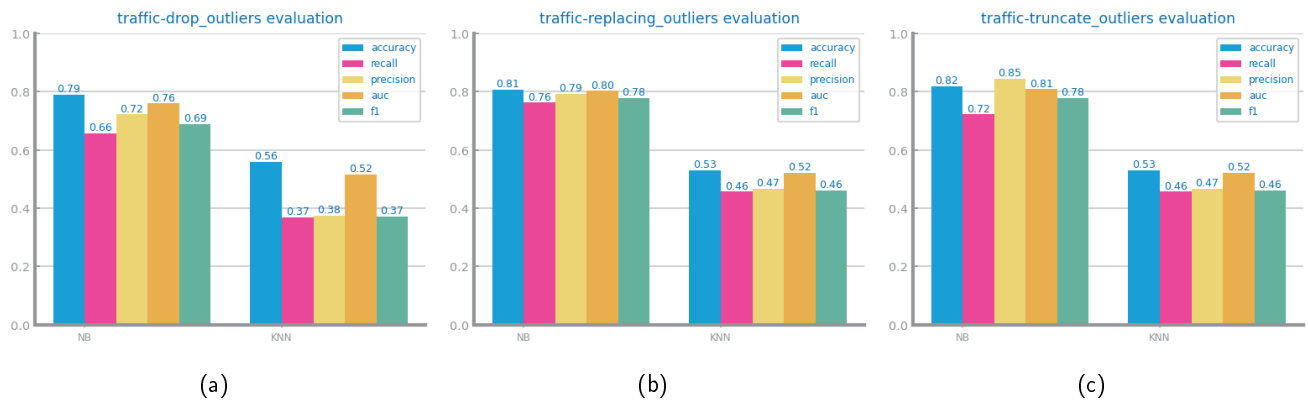 traffic-drop_outliers evaluation
1.0
0.8
0.6
0.4
0.2
0.0
accuracy
recall
precision
auc
f1
0.79
0.66
0.72
0.76
0.69
0.56
0.37
0.38
0.52
0.37
NB
KNN
(a)
traffic-replacing_outliers evaluation
1.0
0.8
0.6
0.4
0.2
0.0
accuracy
recall
precision
auc
f1
0.81
0.76
0.79
0.80
0.78
0.53
0.46
0.47
0.52
0.46
NB
KNN
(b)
traffic-truncate_outliers evaluation
1.0
0.8
0.6
0.4
0.2
0.0
accuracy
recall
precision
auc
f1
0.82
0.72
0.85
0.81
0.78
0.53
0.46
0.47
0.52
0.46
NB
KNN
(c)